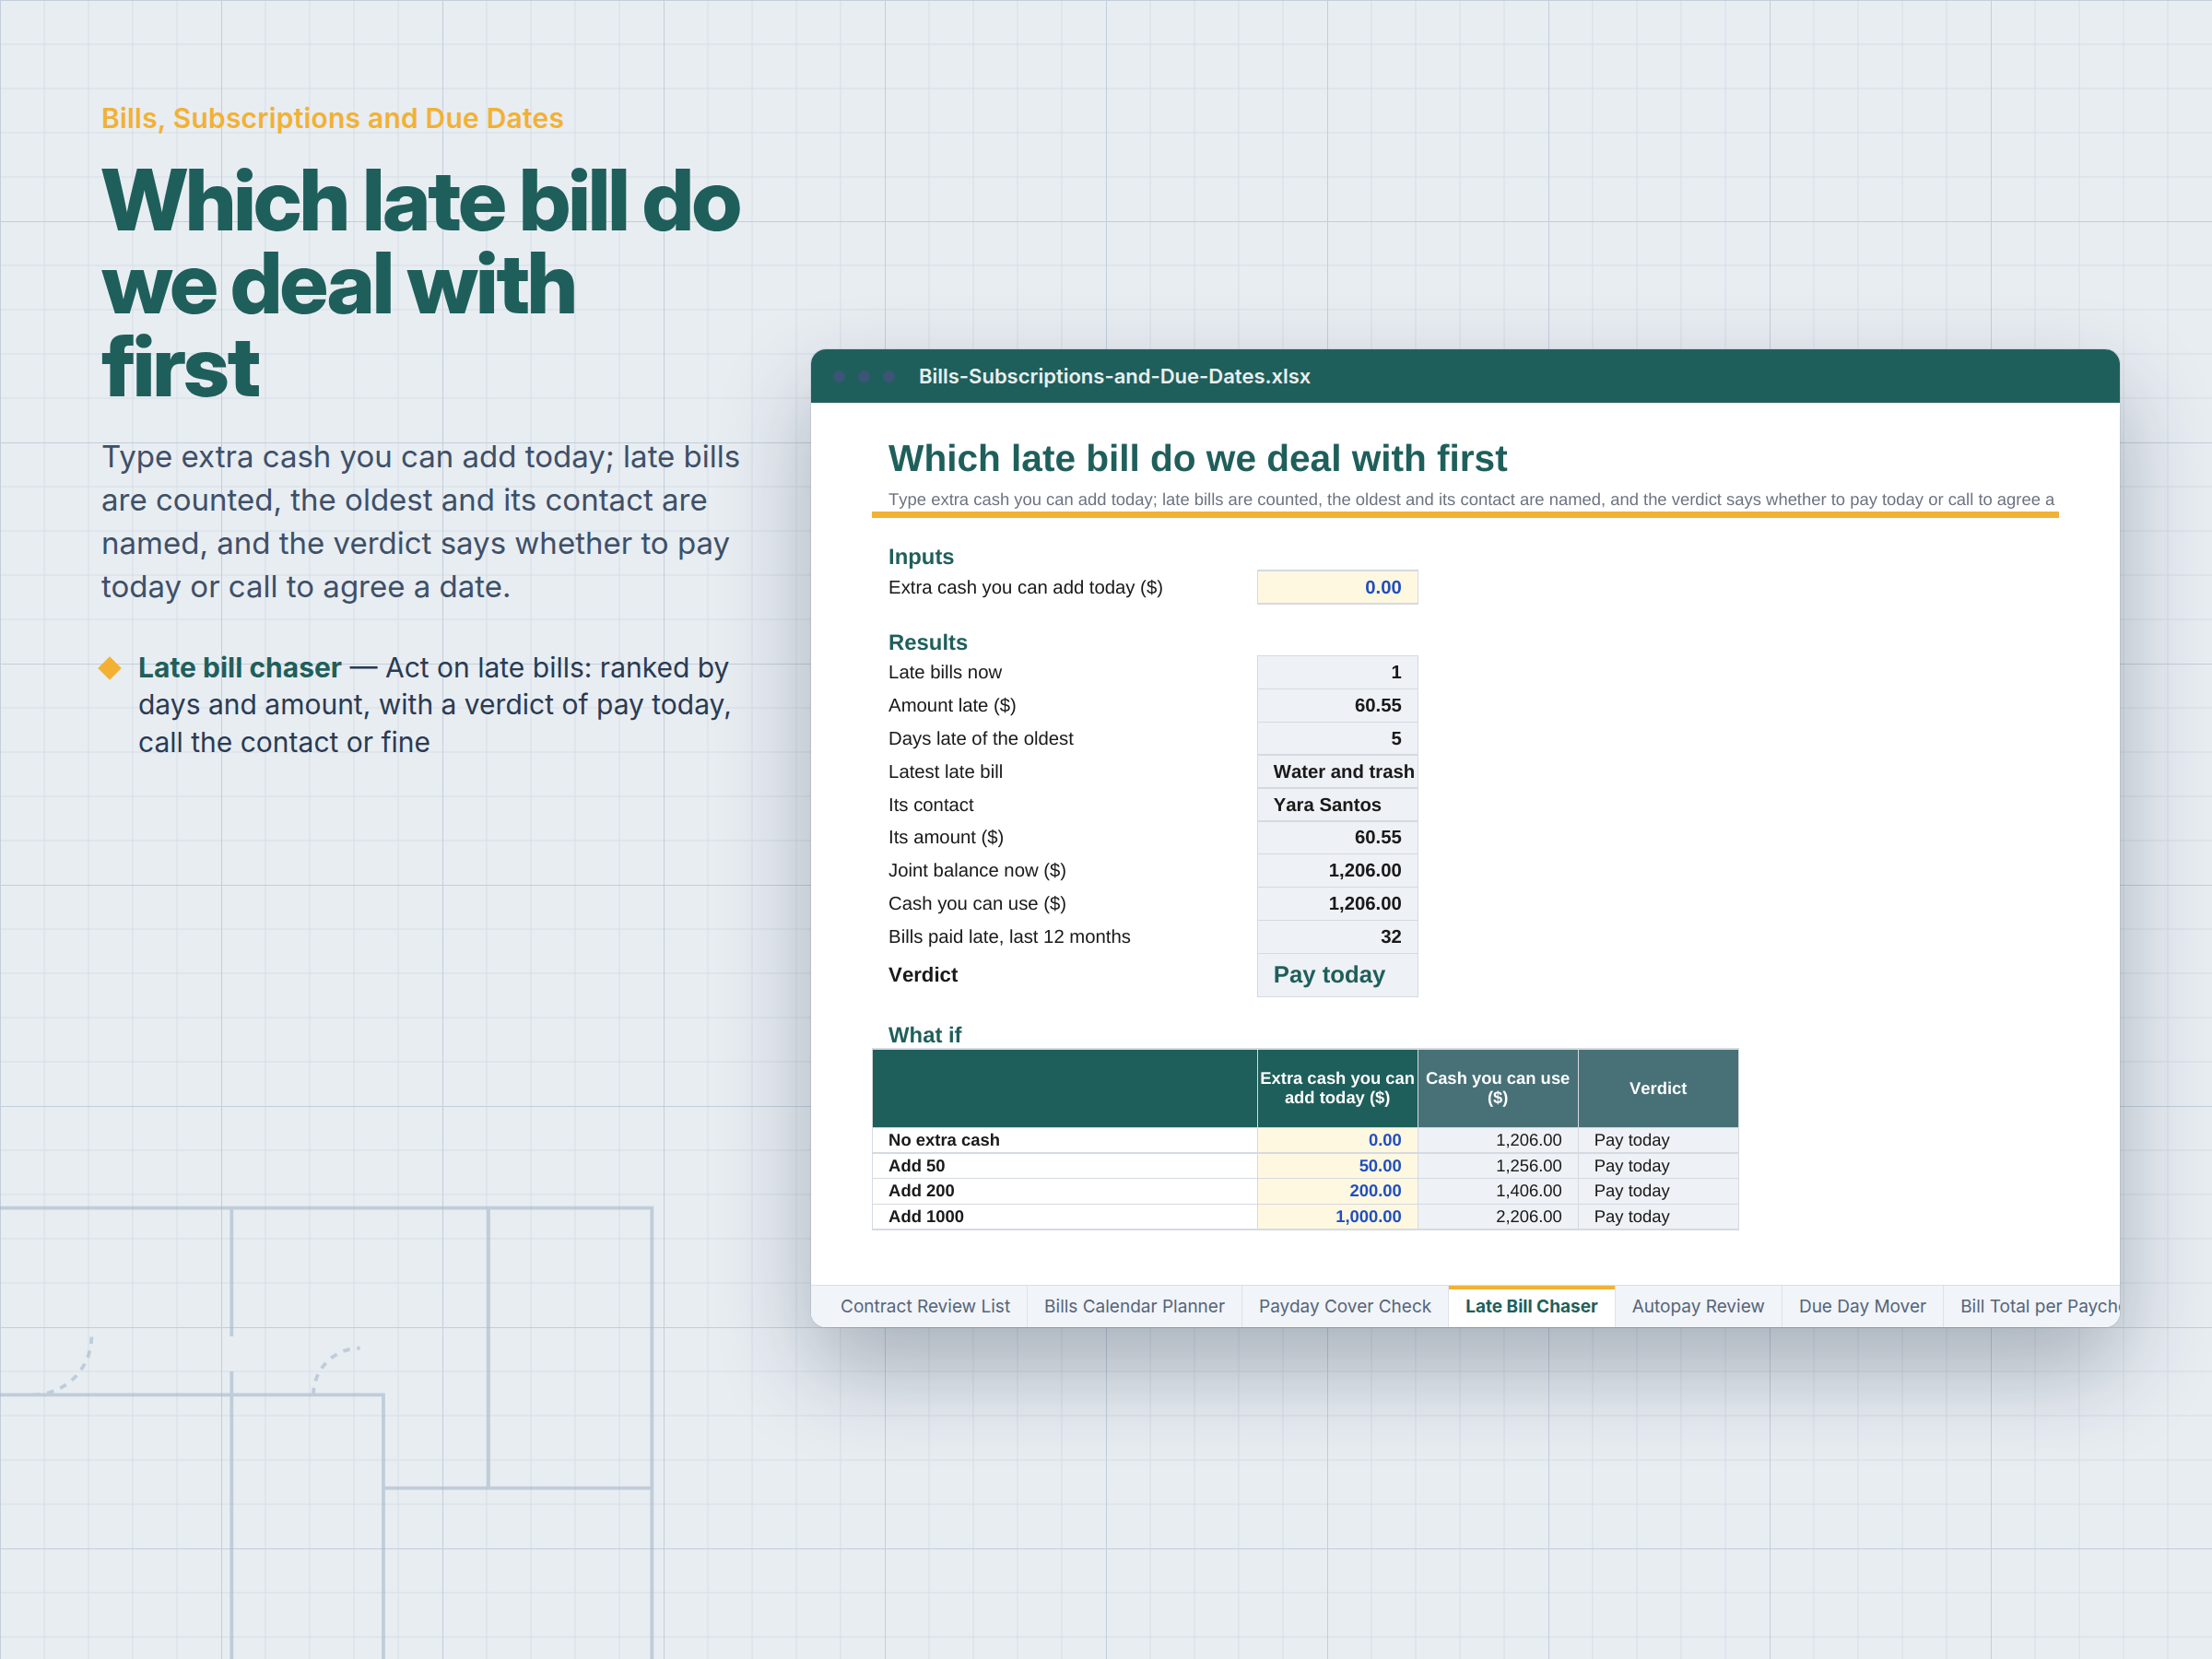 Bills, Subscriptions and Due Dates
Which late bill do
we deal with
first
Type extra cash you can add today; late bills
are counted, the oldest and its contact are
named, and the verdict says whether to pay
today or call to agree a date.
Late bill chaser — Act on late bills: ranked by
days and amount, with a verdict of pay today,
call the contact or fine
Bills-Subscriptions-and-Due-Dates.xlsx
Which late bill do we deal with first
Type extra cash you can add today; late bills are counted, the oldest and its contact are named, and the verdict says whether to pay today or call to agree a
Inputs
Extra cash you can add today ($) 0.00
Results
Late bills now 1
Amount late ($) 60.55
Days late of the oldest 5
Latest late bill Water and trash
Its contact Yara Santos
Its amount ($) 60.55
Joint balance now ($) 1,206.00
Cash you can use ($) 1,206.00
Bills paid late, last 12 months 32
Verdict Pay today
What if
Extra cash you can add today ($) Cash you can use ($) Verdict
No extra cash 0.00 1,206.00 Pay today
Add 50 50.00 1,256.00 Pay today
Add 200 200.00 1,406.00 Pay today
Add 1000 1,000.00 2,206.00 Pay today
Contract Review List Bills Calendar Planner Payday Cover Check Late Bill Chaser Autopay Review Due Day Mover Bill Total per Paych